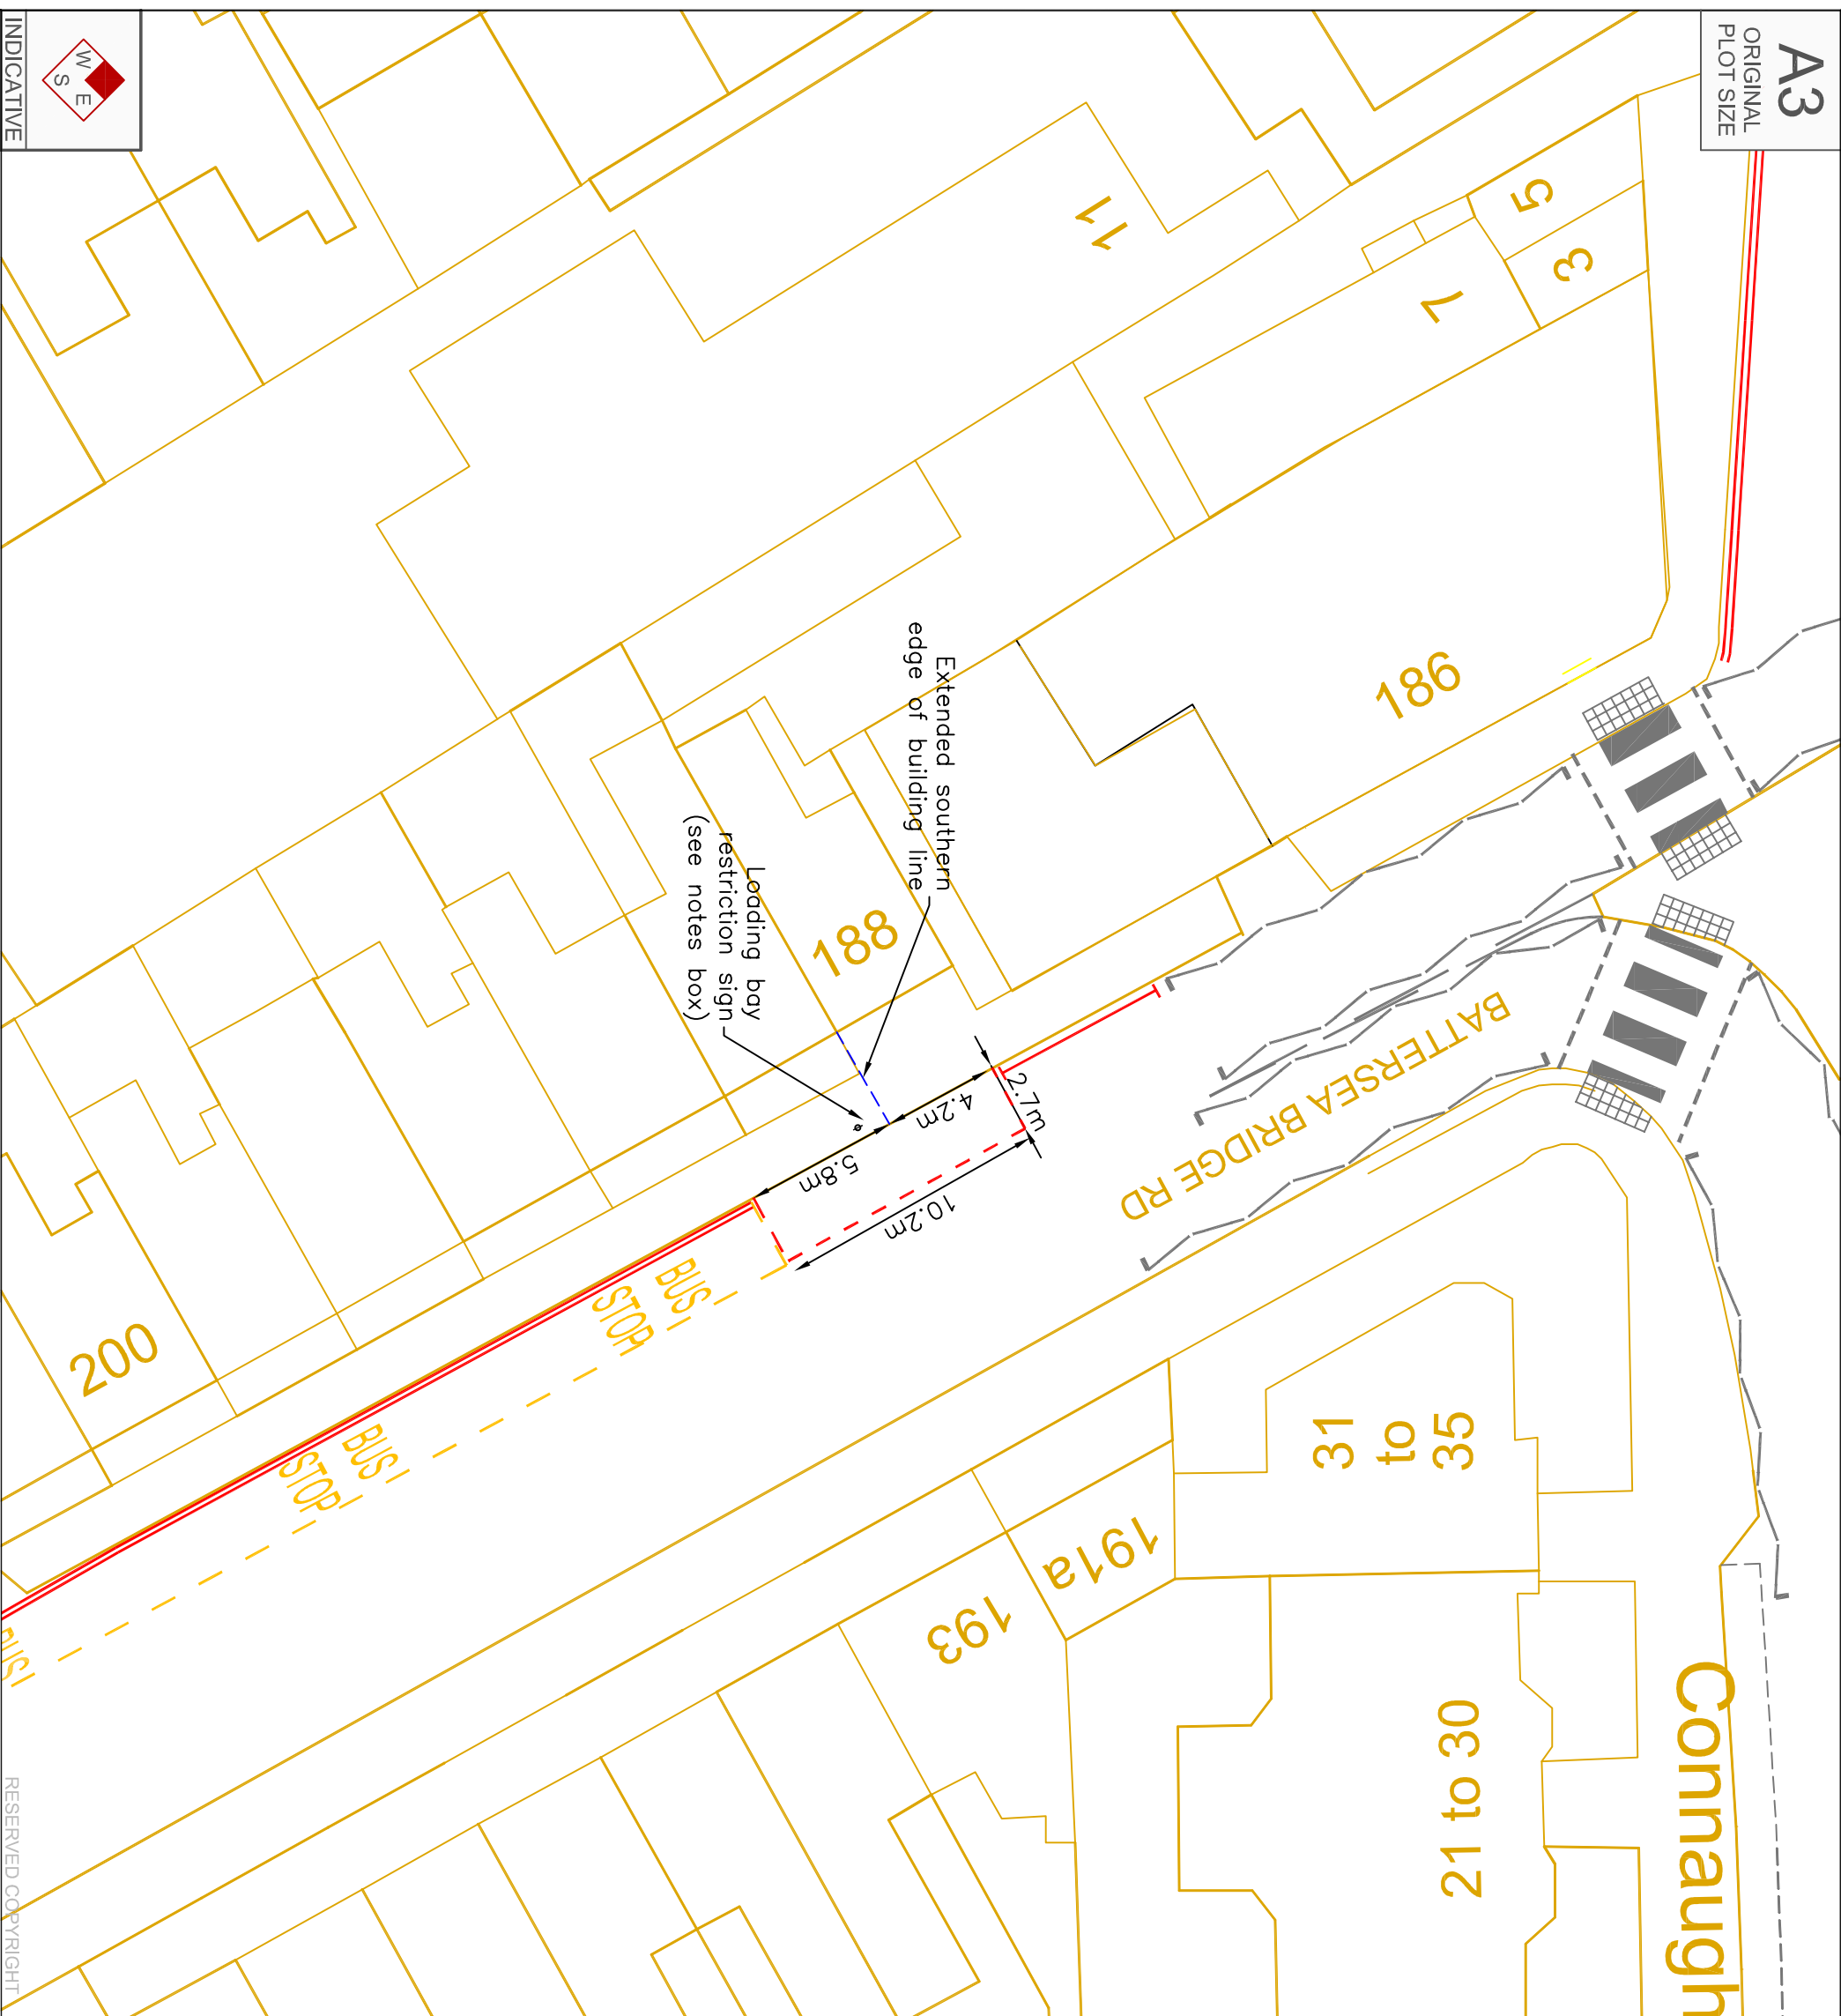 A3
ORIGINAL
PLOT SIZE
W
E
S
INDICATIVE
11
5
3
7
186
Extended southern
edge of building line
Loading bay
restriction sign
(see notes box)
188
BATTERSEA BRIDGE RD
2.7m
4.2m
5.8m
10.2m
BUS
STOP
BUS
STOP
BUS
200
31
to
35
191a
193
21 to 30
Connaugh
RESERVED COPYRIGHT